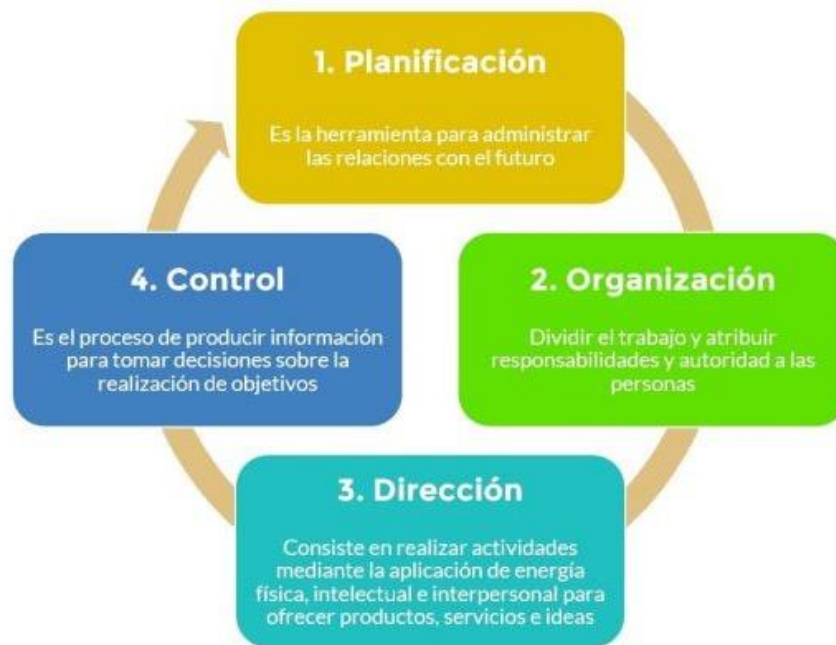 1. Planificación
Es la herramienta para administrar
las relaciones con el futuro
2. Organización
Dividir el trabajo y atribuir
responsabilidades y autoridad a las
personas
3. Dirección
Consiste en realizar actividades
mediante la aplicación de energía
física, intelectual e interpersonal para
ofrecer productos, servicios e ideas
4. Control
Es el proceso de producir información
para tomar decisiones sobre la
realización de objetivos